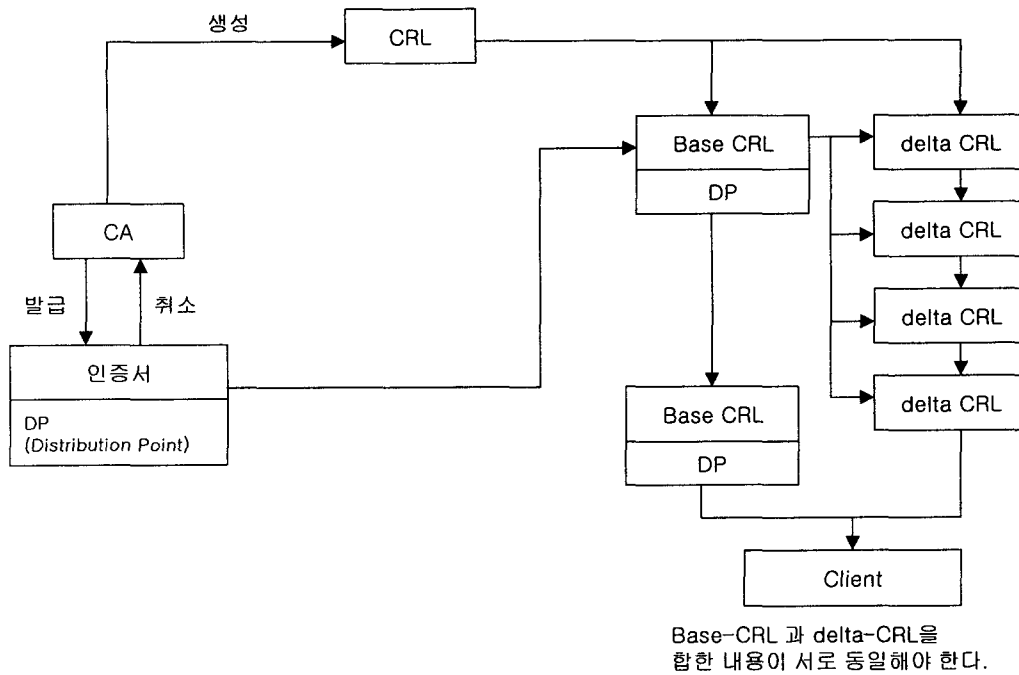 생성
CRL
Base CRL
DP
delta CRL
delta CRL
delta CRL
delta CRL
CA
발급
취소
인증서
DP
(Distribution Point)
Base CRL
DP
Client
Base-CRL 과 delta-CRL을
합한 내용이 서로 동일해야 한다.